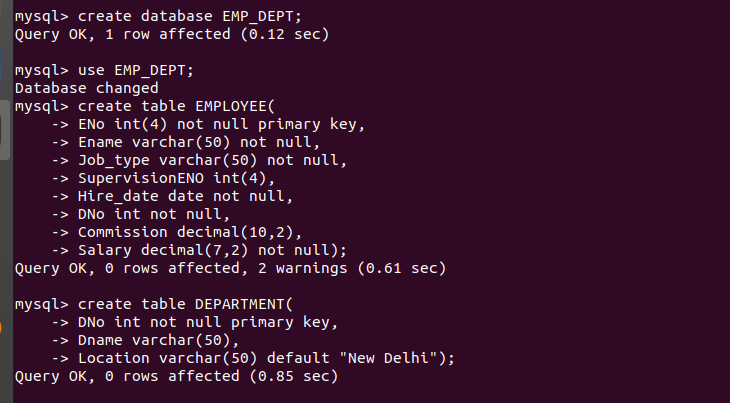 mysql> create database EMP_DEPT;
Query OK, 1 row affected (0.12 sec)
mysql> use EMP_DEPT;
Database changed
mysql> create table EMPLOYEE(
    -> ENo int(4) not null primary key,
    -> Ename varchar(50) not null,
    -> Job_type varchar(50) not null,
    -> SupervisionENO int(4),
    -> Hire_date date not null,
    -> DNo int not null,
    -> Commission decimal(10,2),
    -> Salary decimal(7,2) not null);
Query OK, 0 rows affected, 2 warnings (0.61 sec)
mysql> create table DEPARTMENT(
    -> DNo int not null primary key,
    -> Dname varchar(50),
    -> Location varchar(50) default "New Delhi");
Query OK, 0 rows affected (0.85 sec)